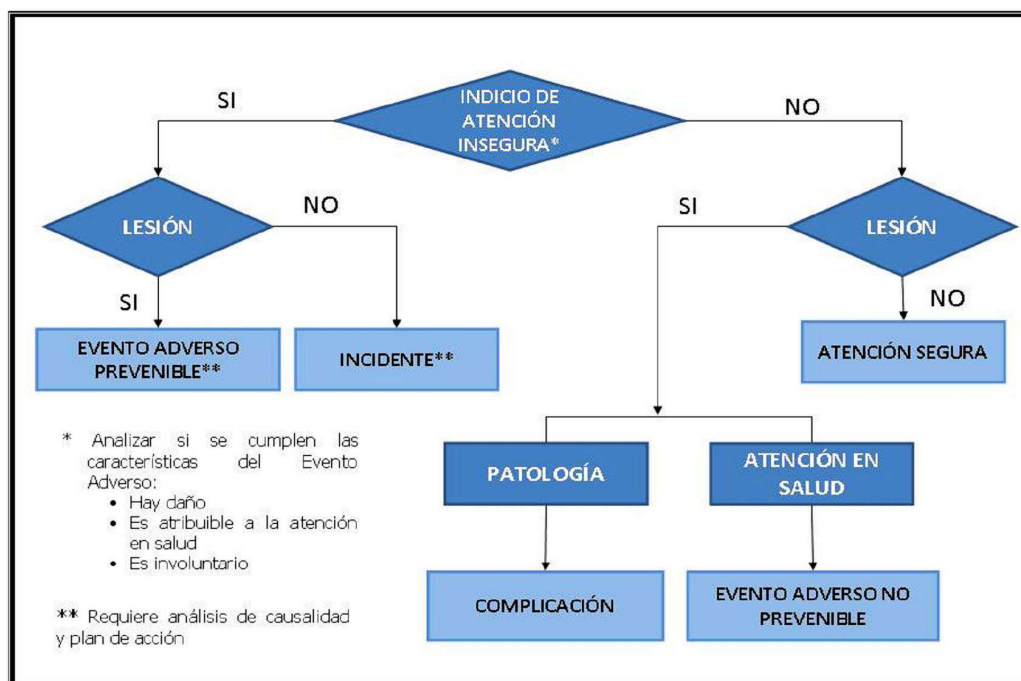 INDICIO DE
ATENCIÓN
INSEGURA*
SI
NO
LESIÓN
NO
SI
LESIÓN
SI
NO
EVENTO ADVERSO
PREVENIBLE**
INCIDENTE**
ATENCIÓN SEGURA
* Analizar si se cumplen las
características del Evento
Adverso:
• Hay daño
• Es atribuible a la atención
en salud
• Es involuntario
** Requiere análisis de causalidad
y plan de acción
PATOLOGÍA
ATENCIÓN EN
SALUD
COMPLICACIÓN
EVENTO ADVERSO NO
PREVENIBLE